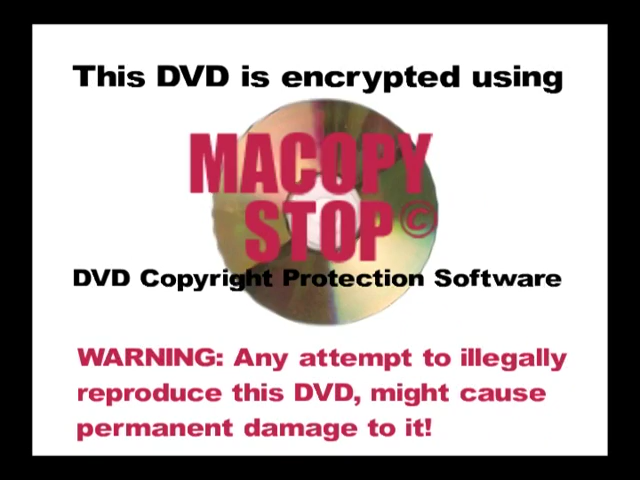 This DVD is encrypted using
MACOPY
STOP©
DVD Copyright Protection Software
WARNING: Any attempt to illegally
reproduce this DVD, might cause
permanent damage to it!